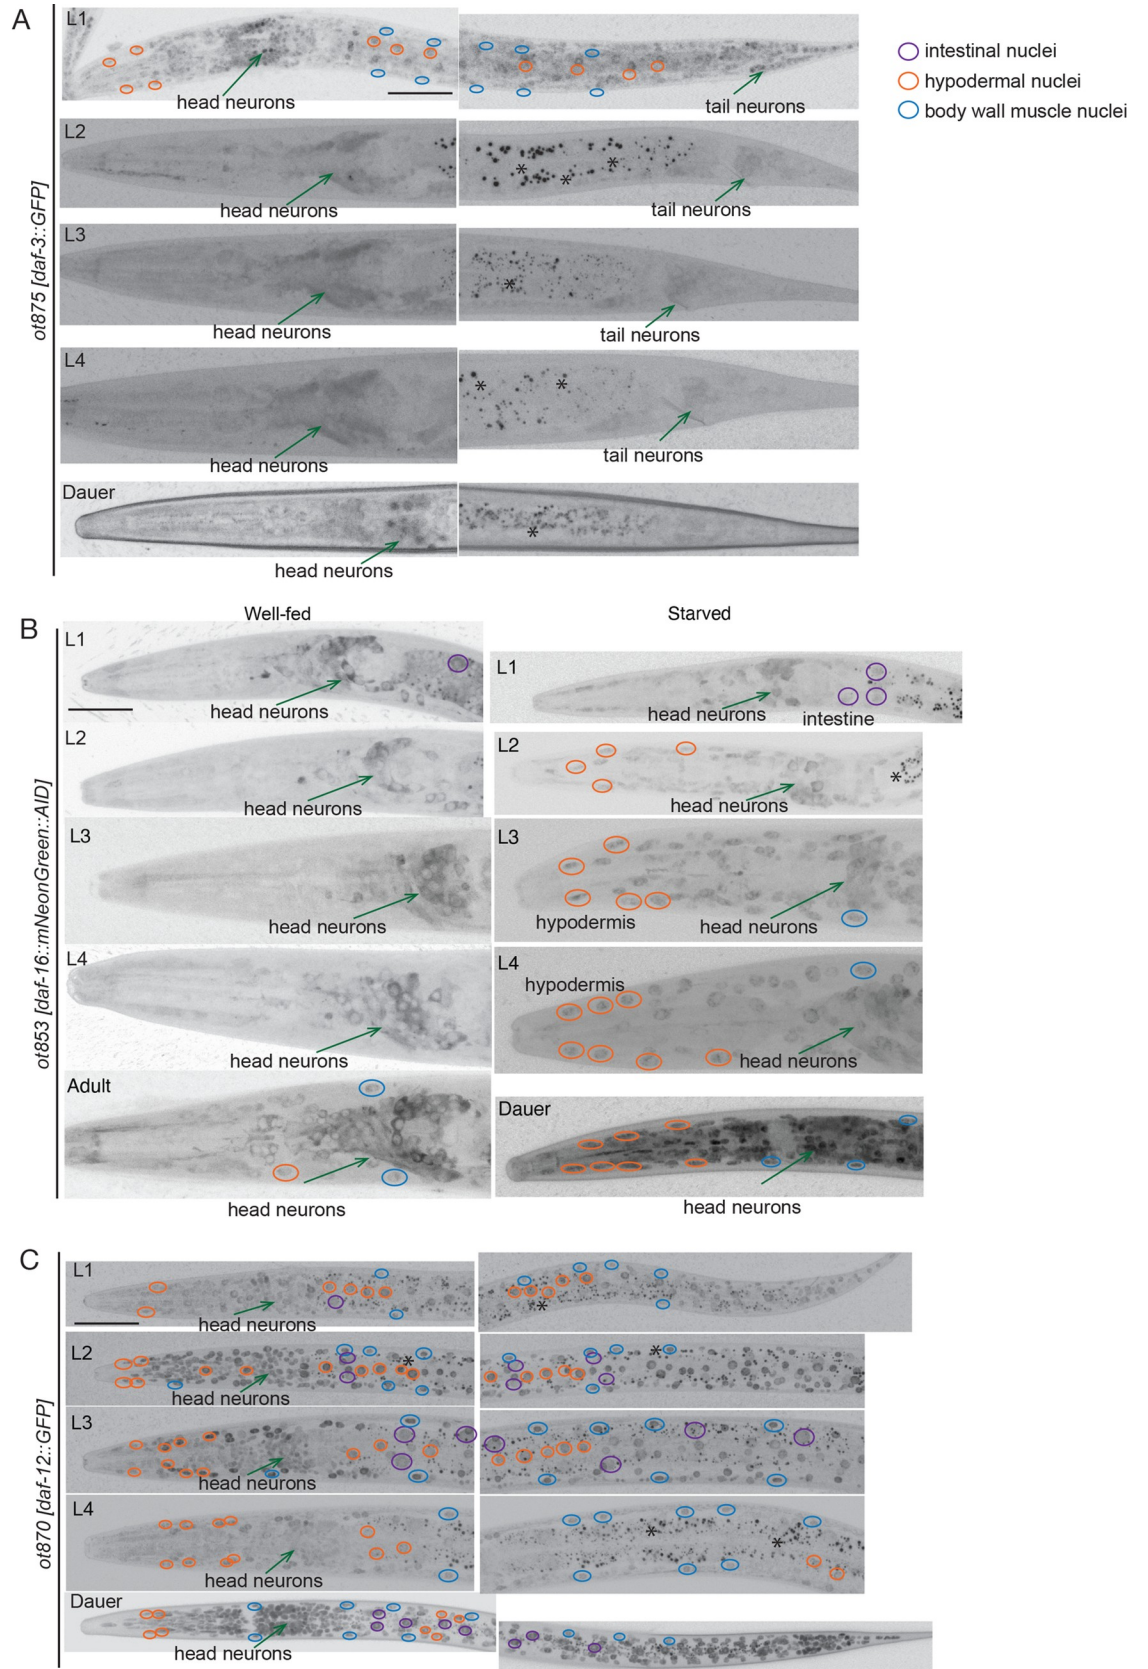 A
L1
head neurons
tail neurons
intestinal nuclei
hypodermal nuclei
body wall muscle nuclei
L2
*
*
*
head neurons
tail neurons
L3
*
head neurons
tail neurons
L4
*
*
head neurons
tail neurons
Dauer
*
head neurons
ot875 [daf-3::GFP]
B
Well-fed
Starved
L1
head neurons
L1
head neurons
intestine
L2
head neurons
L2
*
head neurons
L3
head neurons
L3
hypodermis
head neurons
L4
head neurons
L4
hypodermis
head neurons
Adult
head neurons
Dauer
head neurons
ot853 [daf-16::mNeonGreen::AID]
C
L1
head neurons
*
L2
*
head neurons
*
L3
head neurons
L4
head neurons
*
*
Dauer
head neurons
ot870 [daf-12::GFP]